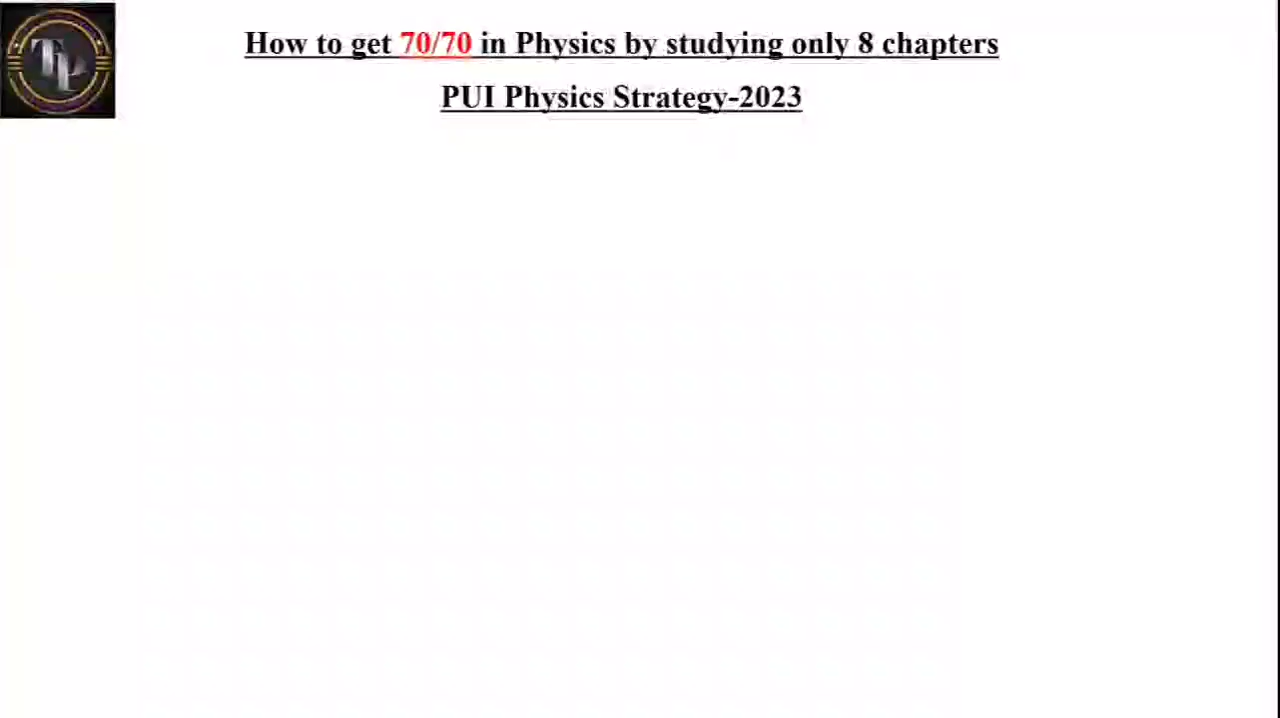 How to get 70/70 in Physics by studying only 8 chapters
PUI Physics Strategy-2023